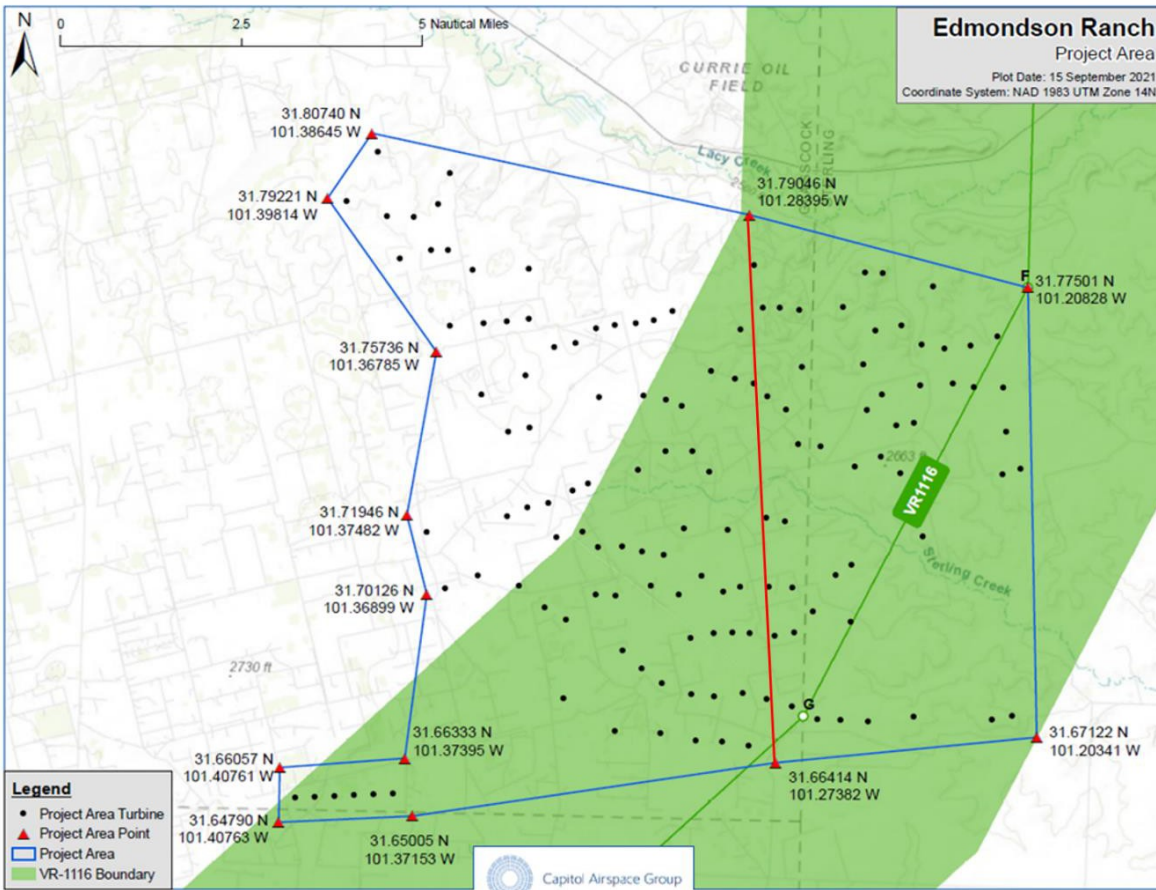 N
0 2.5 5 Nautical Miles
Edmondson Ranch
Project Area
Plot Date: 15 September 2021
Coordinate System: NAD 1983 UTM Zone 14N
CURRIE OIL
FIELD
Lacy Creek
STERLING
31.80740 N
101.38645 W
31.79221 N
101.39814 W
31.79046 N
101.28395 W
F
31.77501 N
101.20828 W
31.75736 N
101.36785 W
2663 ft
VR1116
31.71946 N
101.37482 W
Sterling Creek
31.70126 N
101.36899 W
2730 ft
G
31.66333 N
101.37395 W
31.66057 N
101.40761 W
31.66414 N
101.27382 W
31.67122 N
101.20341 W
31.64790 N
101.40763 W
31.65005 N
101.37153 W
Legend
Project Area Turbine
Project Area Point
Project Area
VR-1116 Boundary
Capitol Airspace Group